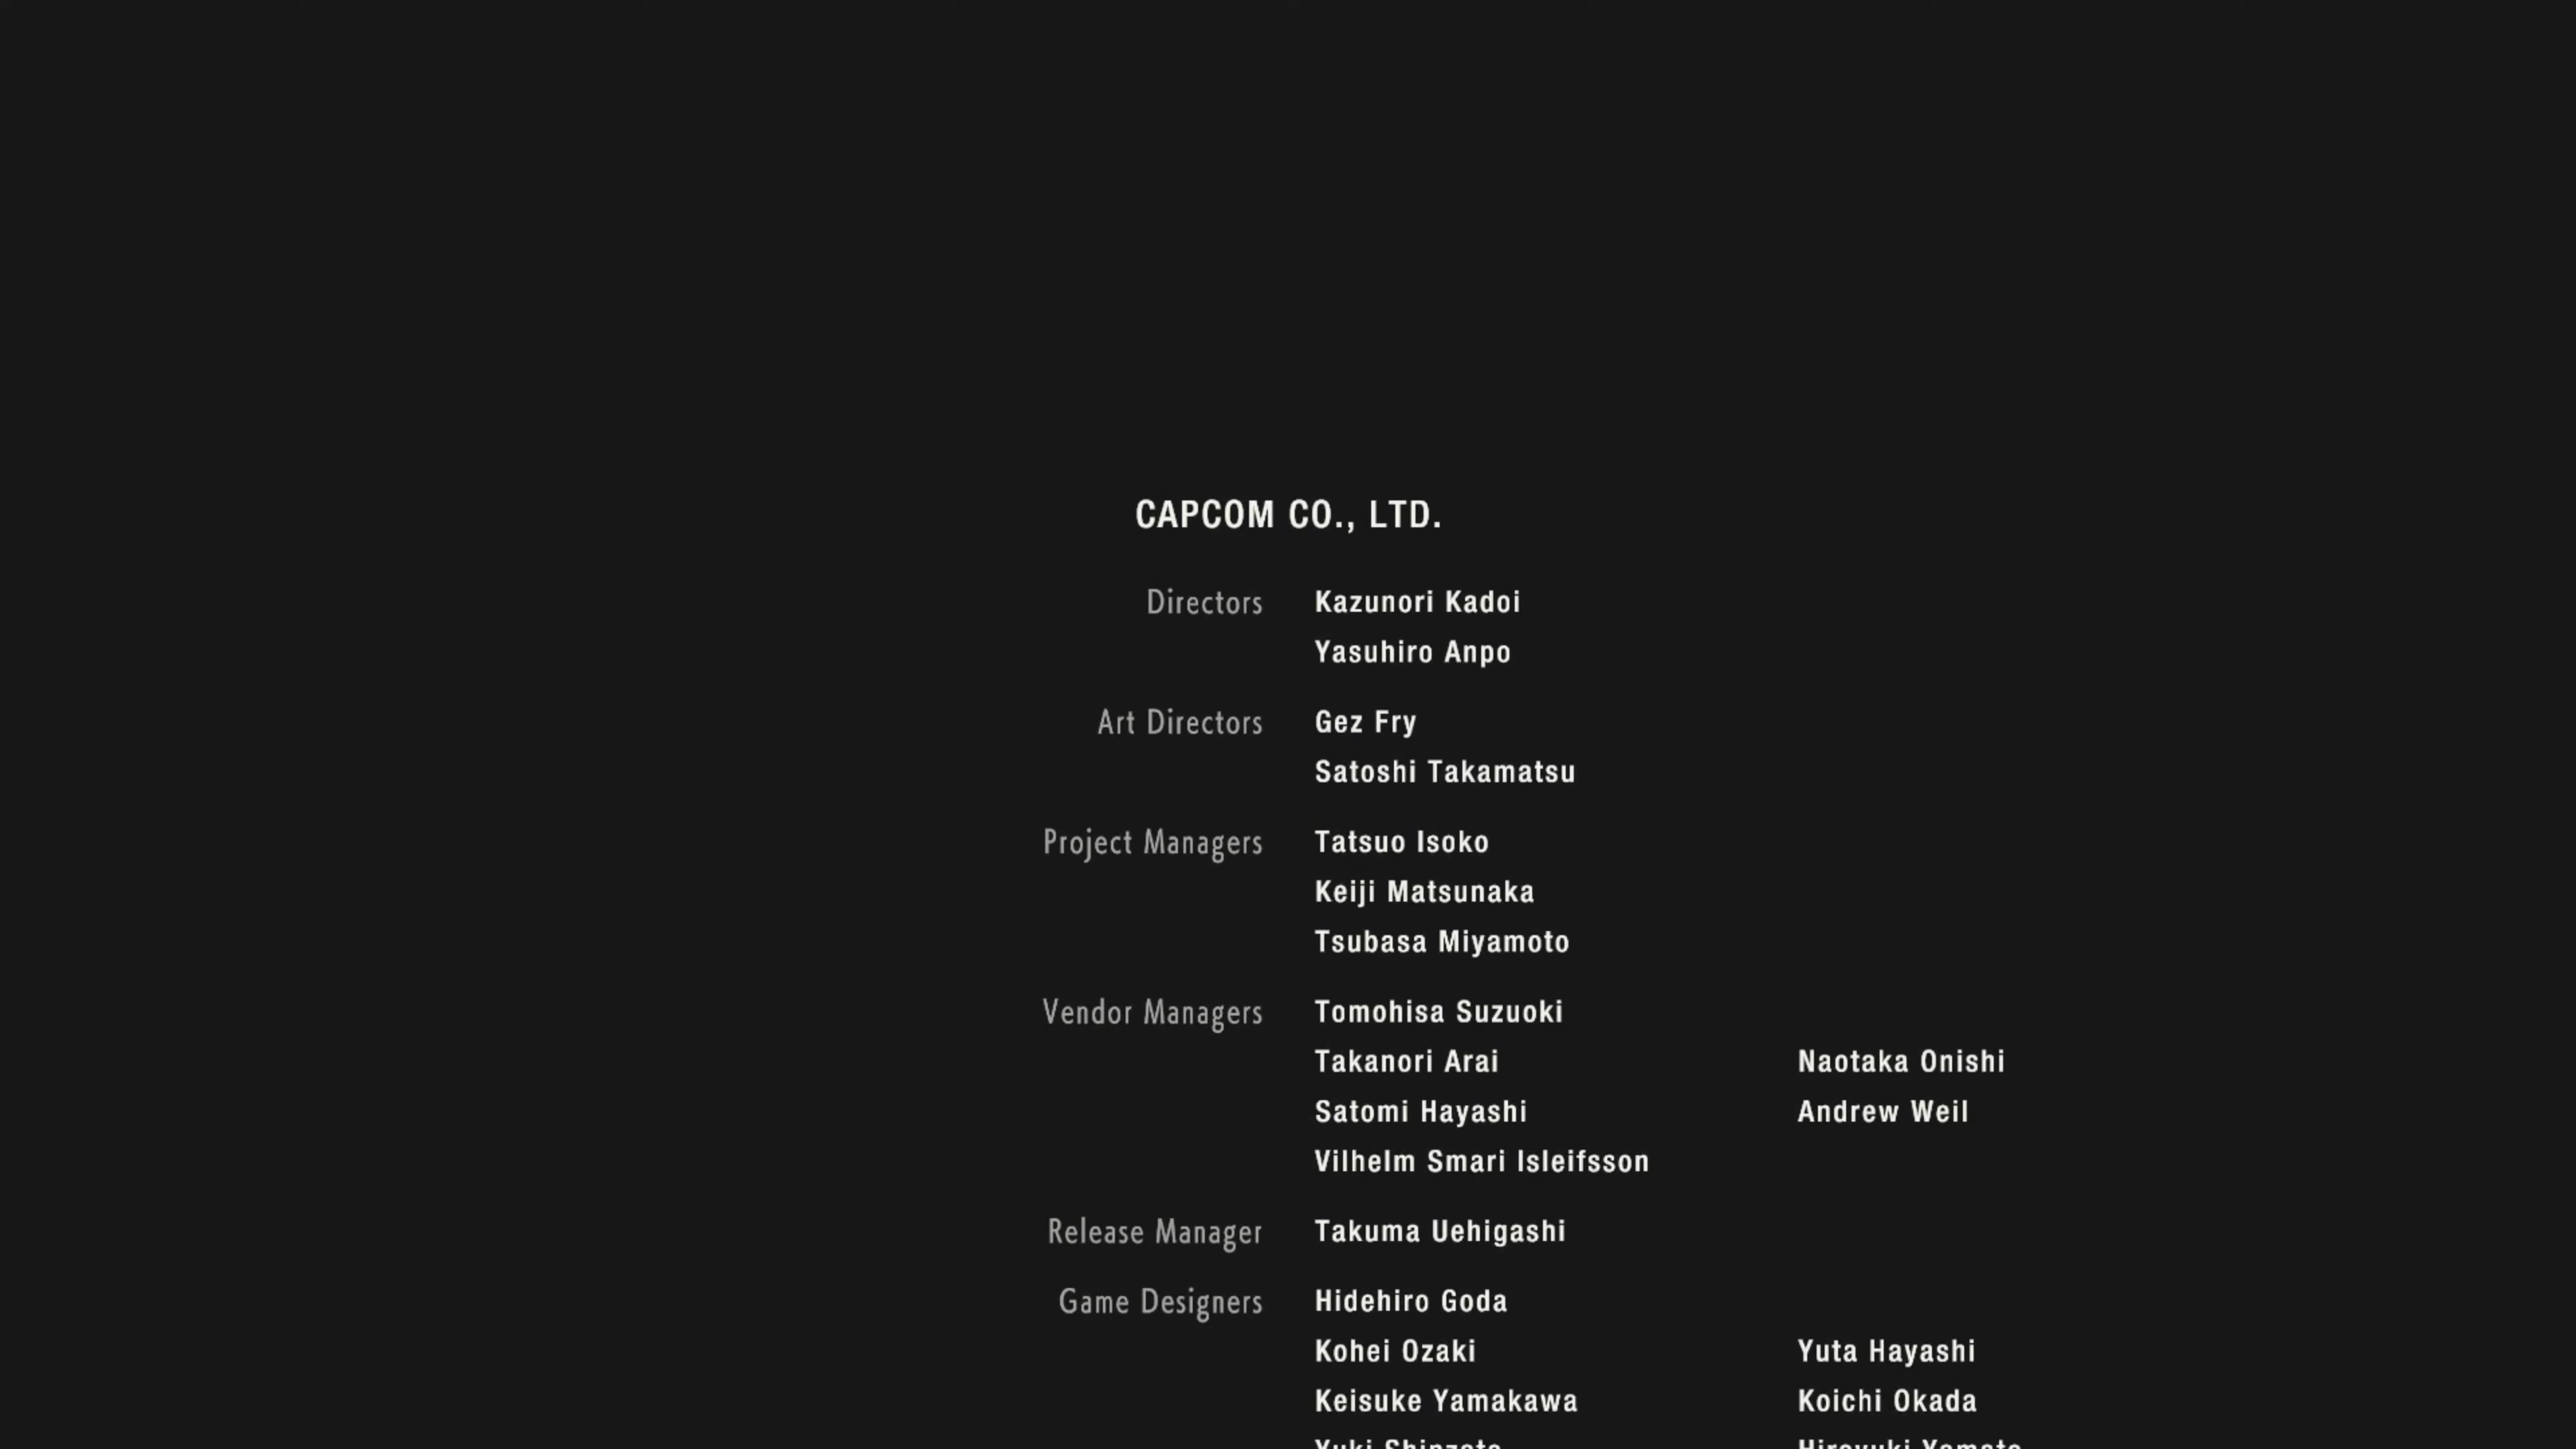 CAPCOM CO., LTD.
Directors Kazunori Kadoi
Yasuhiro Anpo
Art Directors Gez Fry
Satoshi Takamatsu
Project Managers Tatsuo Isoko
Keiji Matsunaka
Tsubasa Miyamoto
Vendor Managers Tomohisa Suzuoki
Takanori Arai Naotaka Onishi
Satomi Hayashi Andrew Weil
Vilhelm Smari Isleifsson
Release Manager Takuma Uehigashi
Game Designers Hidehiro Goda
Kohei Ozaki Yuta Hayashi
Keisuke Yamakawa Koichi Okada